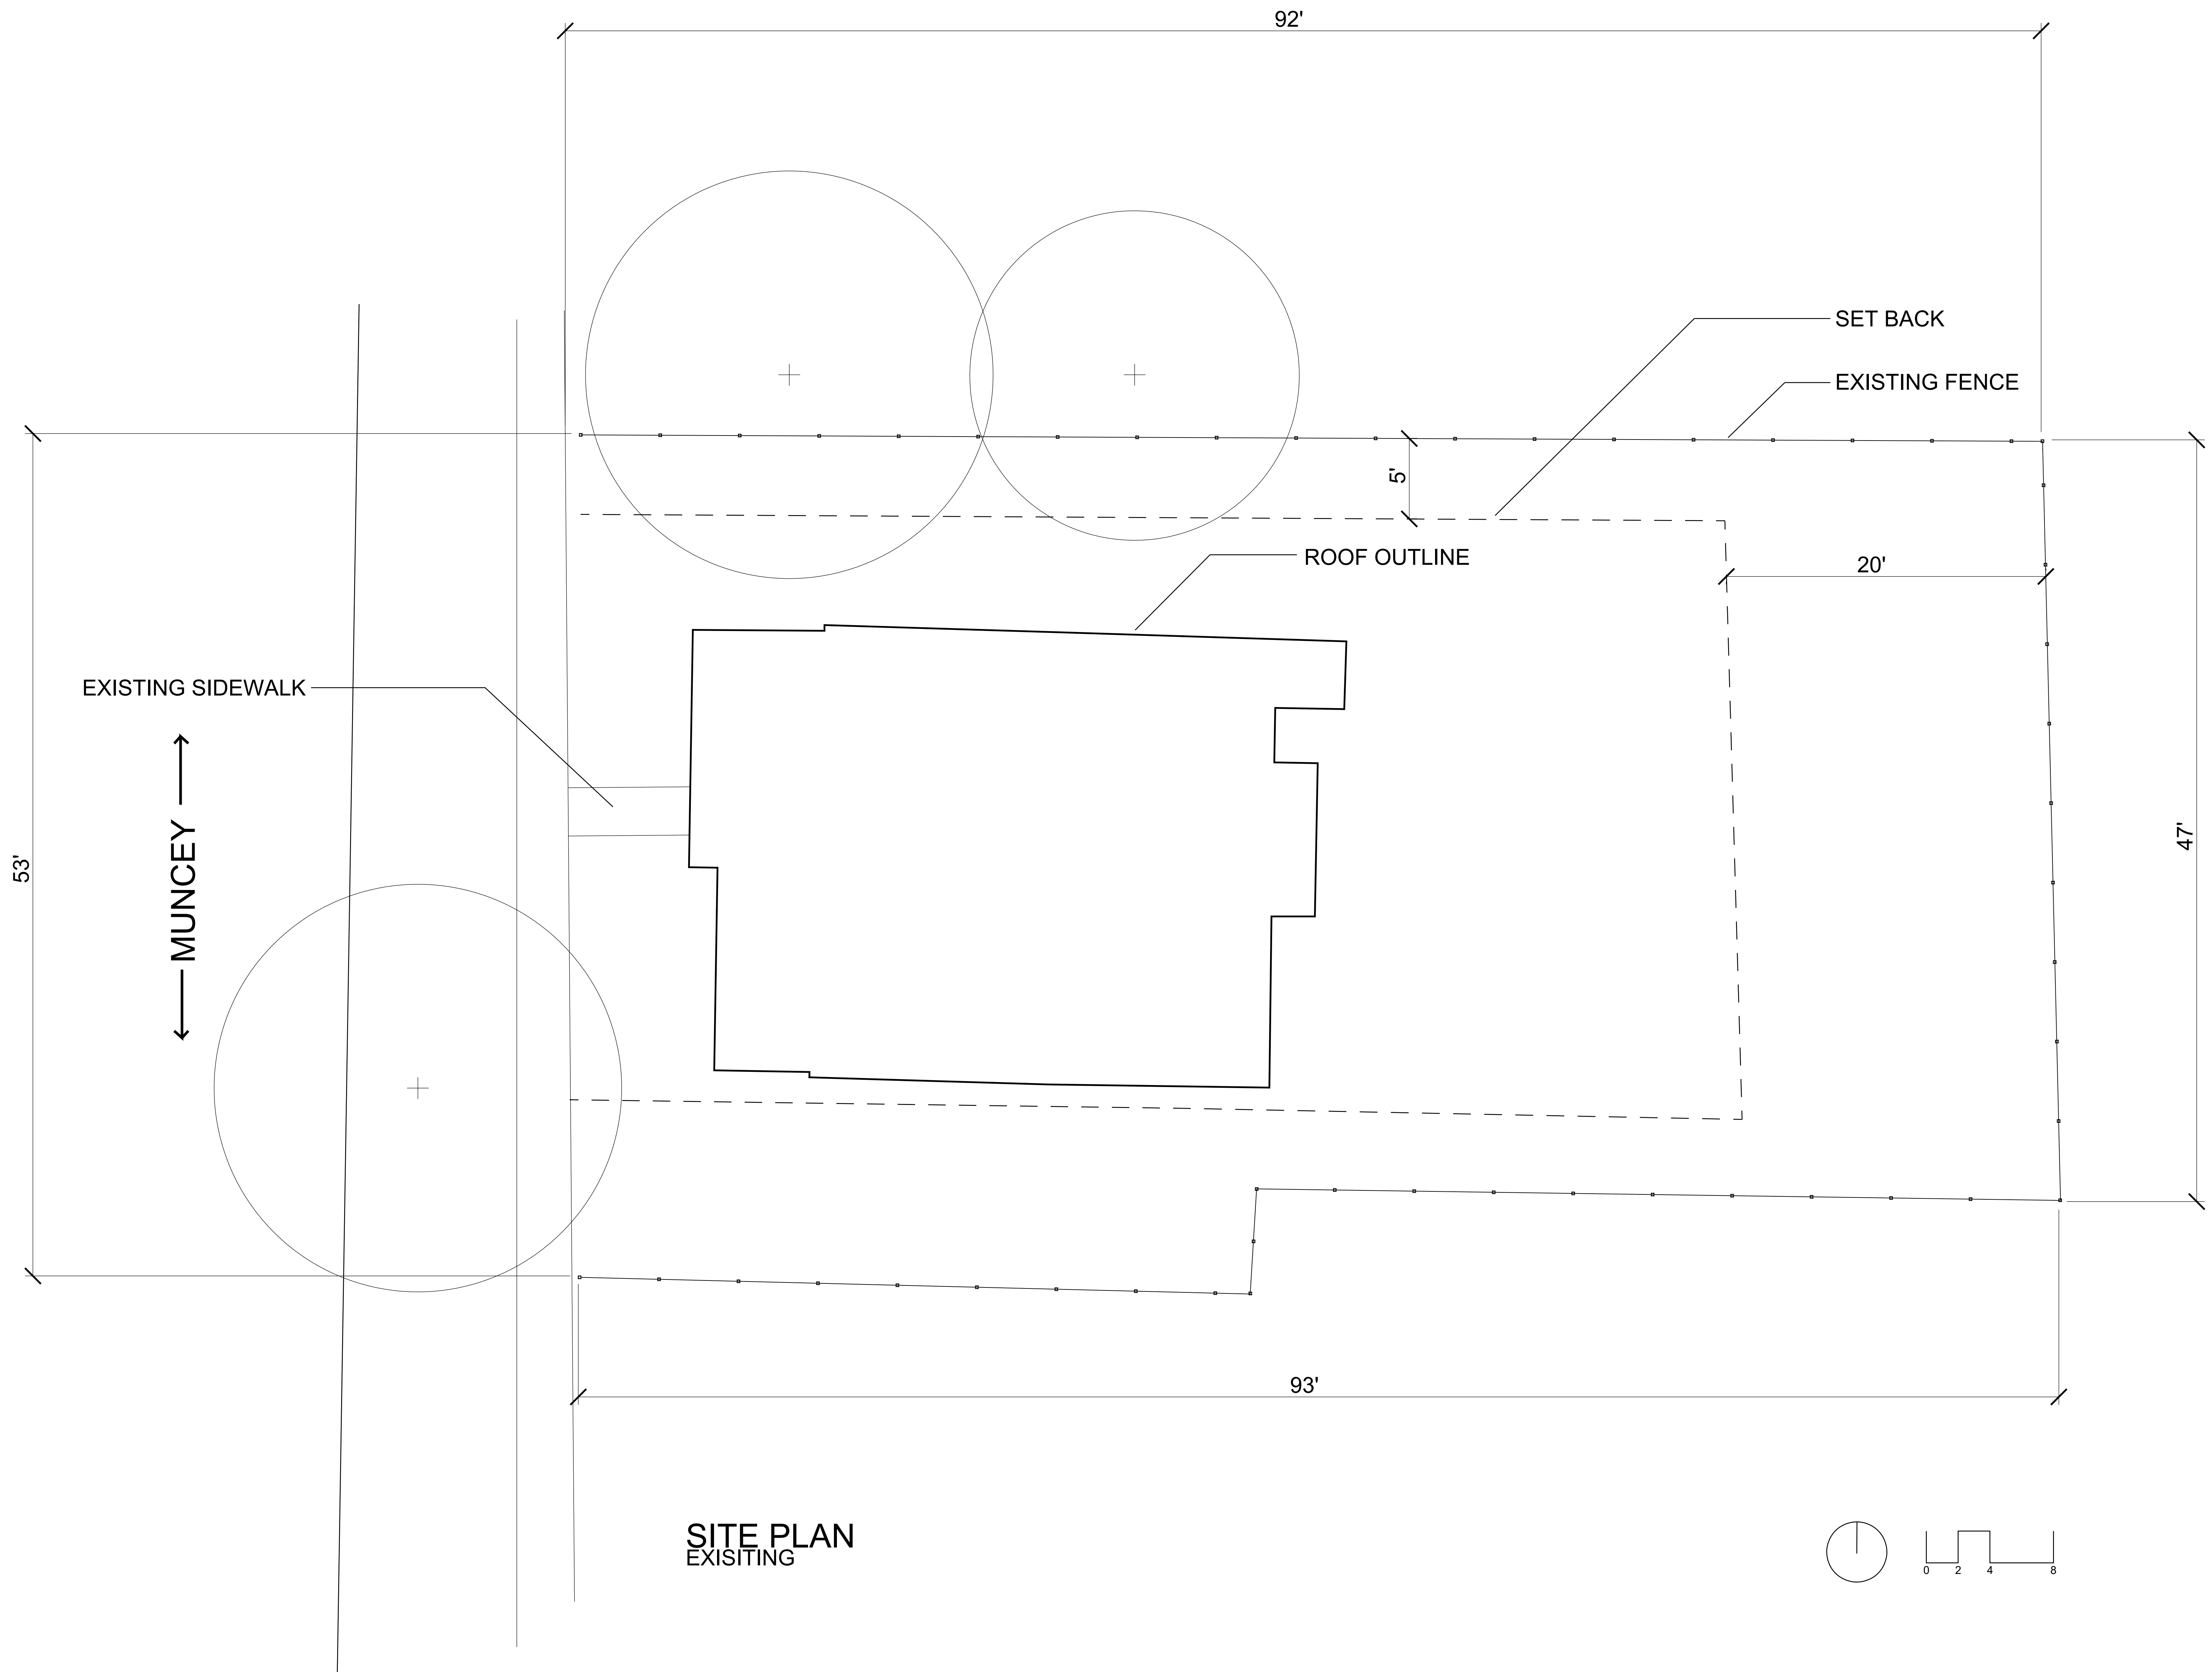 92'
SET BACK
EXISTING FENCE
5'
ROOF OUTLINE
20'
EXISTING SIDEWALK
MUNCEY
53'
47'
93'
SITE PLAN
EXISITING
0 2 4 8